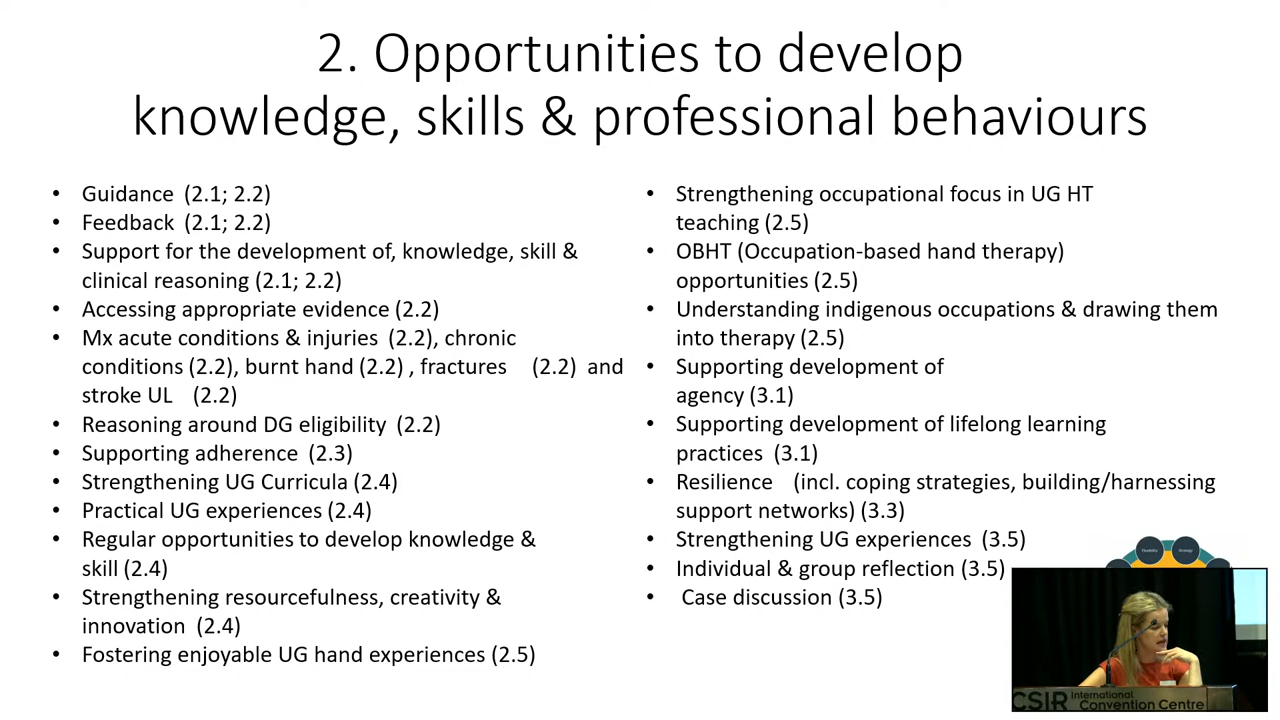 2. Opportunities to develop
knowledge, skills & professional behaviours
• Guidance (2.1; 2.2)
• Feedback (2.1; 2.2)
• Support for the development of, knowledge, skill &
clinical reasoning (2.1; 2.2)
• Accessing appropriate evidence (2.2)
• Mx acute conditions & injuries (2.2), chronic
conditions (2.2), burnt hand (2.2) , fractures (2.2) and
stroke UL (2.2)
• Reasoning around DG eligibility (2.2)
• Supporting adherence (2.3)
• Strengthening UG Curricula (2.4)
• Practical UG experiences (2.4)
• Regular opportunities to develop knowledge &
skill (2.4)
• Strengthening resourcefulness, creativity &
innovation (2.4)
• Fostering enjoyable UG hand experiences (2.5)
• Strengthening occupational focus in UG HT
teaching (2.5)
• OBHT (Occupation-based hand therapy)
opportunities (2.5)
• Understanding indigenous occupations & drawing them
into therapy (2.5)
• Supporting development of
agency (3.1)
• Supporting development of lifelong learning
practices (3.1)
• Resilience (incl. coping strategies, building/harnessing
support networks) (3.3)
• Strengthening UG experiences (3.5)
• Individual & group reflection (3.5)
• Case discussion (3.5)
Flexibility
Strategy
CSIR International
Convention Centre